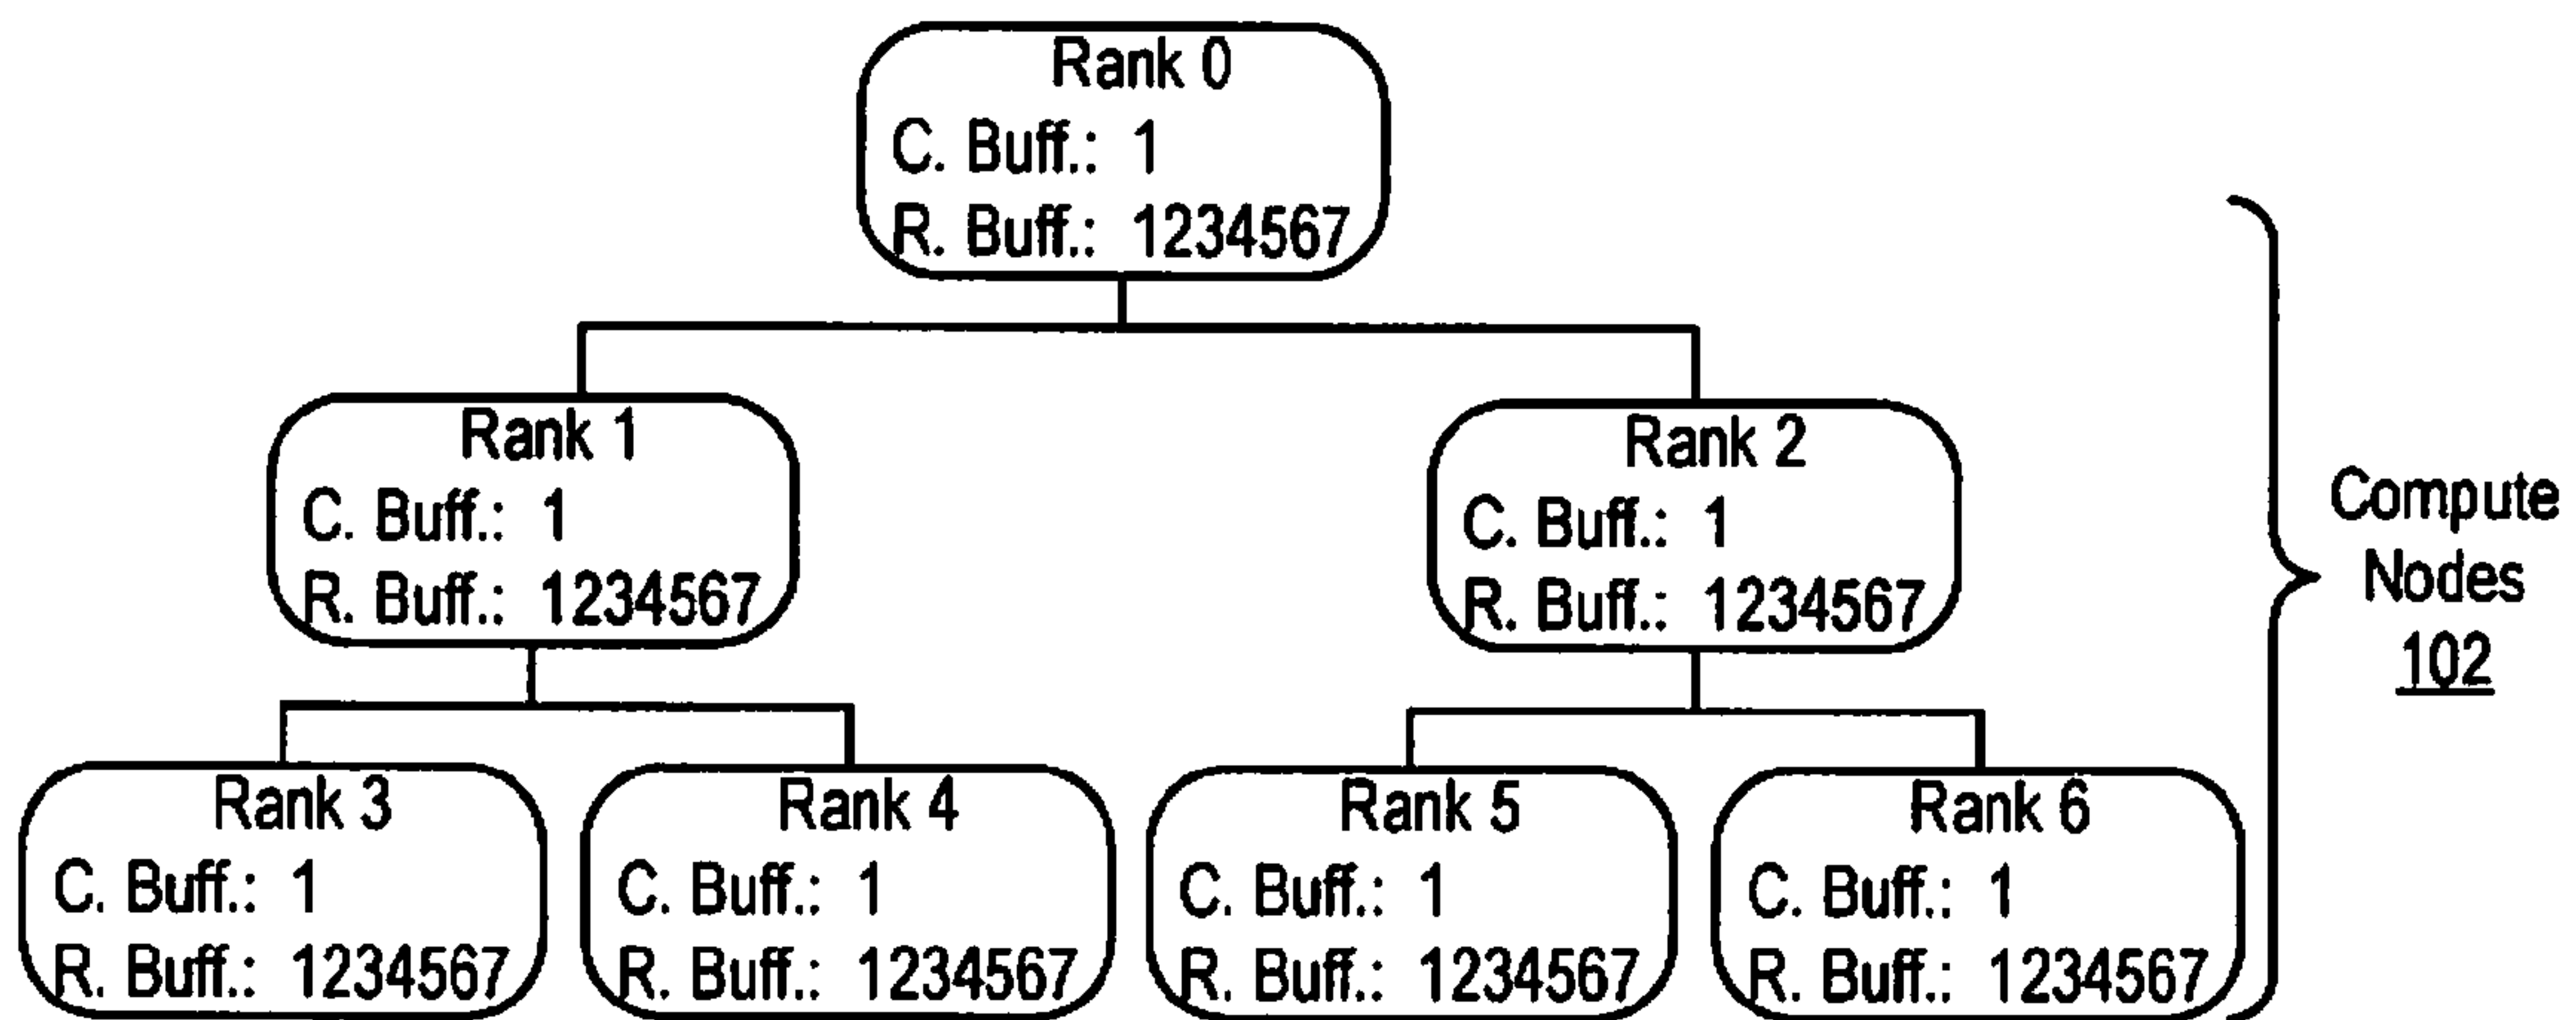 Rank 0
C. Buff.: 1
R. Buff.: 1234567
Rank 1
C. Buff.: 1
R. Buff.: 1234567
Rank 2
C. Buff.: 1
R. Buff.: 1234567
Compute
Nodes
102
Rank 3
C. Buff.: 1
R. Buff.: 1234567
Rank 4
C. Buff.: 1
R. Buff.: 1234567
Rank 5
C. Buff.: 1
R. Buff.: 1234567
Rank 6
C. Buff.: 1
R. Buff.: 1234567